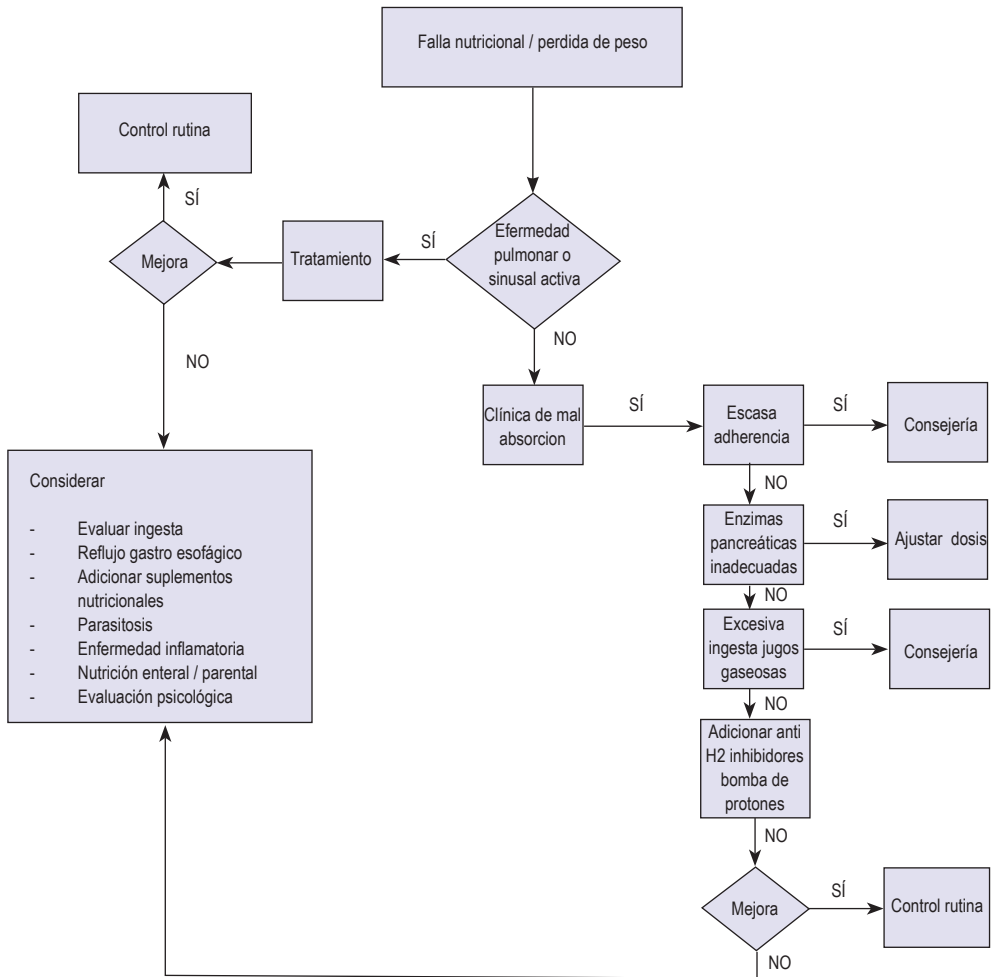 Falla nutricional / perdida de peso
Control rutina
SÍ
Mejora
Tratamiento
SÍ
Efermedad
pulmonar o
sinusal activa
NO
NO
Clínica de mal
absorcion
SÍ
Escasa
adherencia
SÍ
Consejería
NO
Enzimas
pancreáticas
inadecuadas
SÍ
Ajustar dosis
NO
Excesiva
ingesta jugos
gaseosas
SÍ
Consejería
NO
Adicionar anti
H2 inhibidores
bomba de
protones
NO
Mejora
SÍ
Control rutina
NO
Considerar
- Evaluar ingesta
- Reflujo gastro esofágico
- Adicionar suplementos
nutricionales
- Parasitosis
- Enfermedad inflamatoria
- Nutrición enteral / parental
- Evaluación psicológica